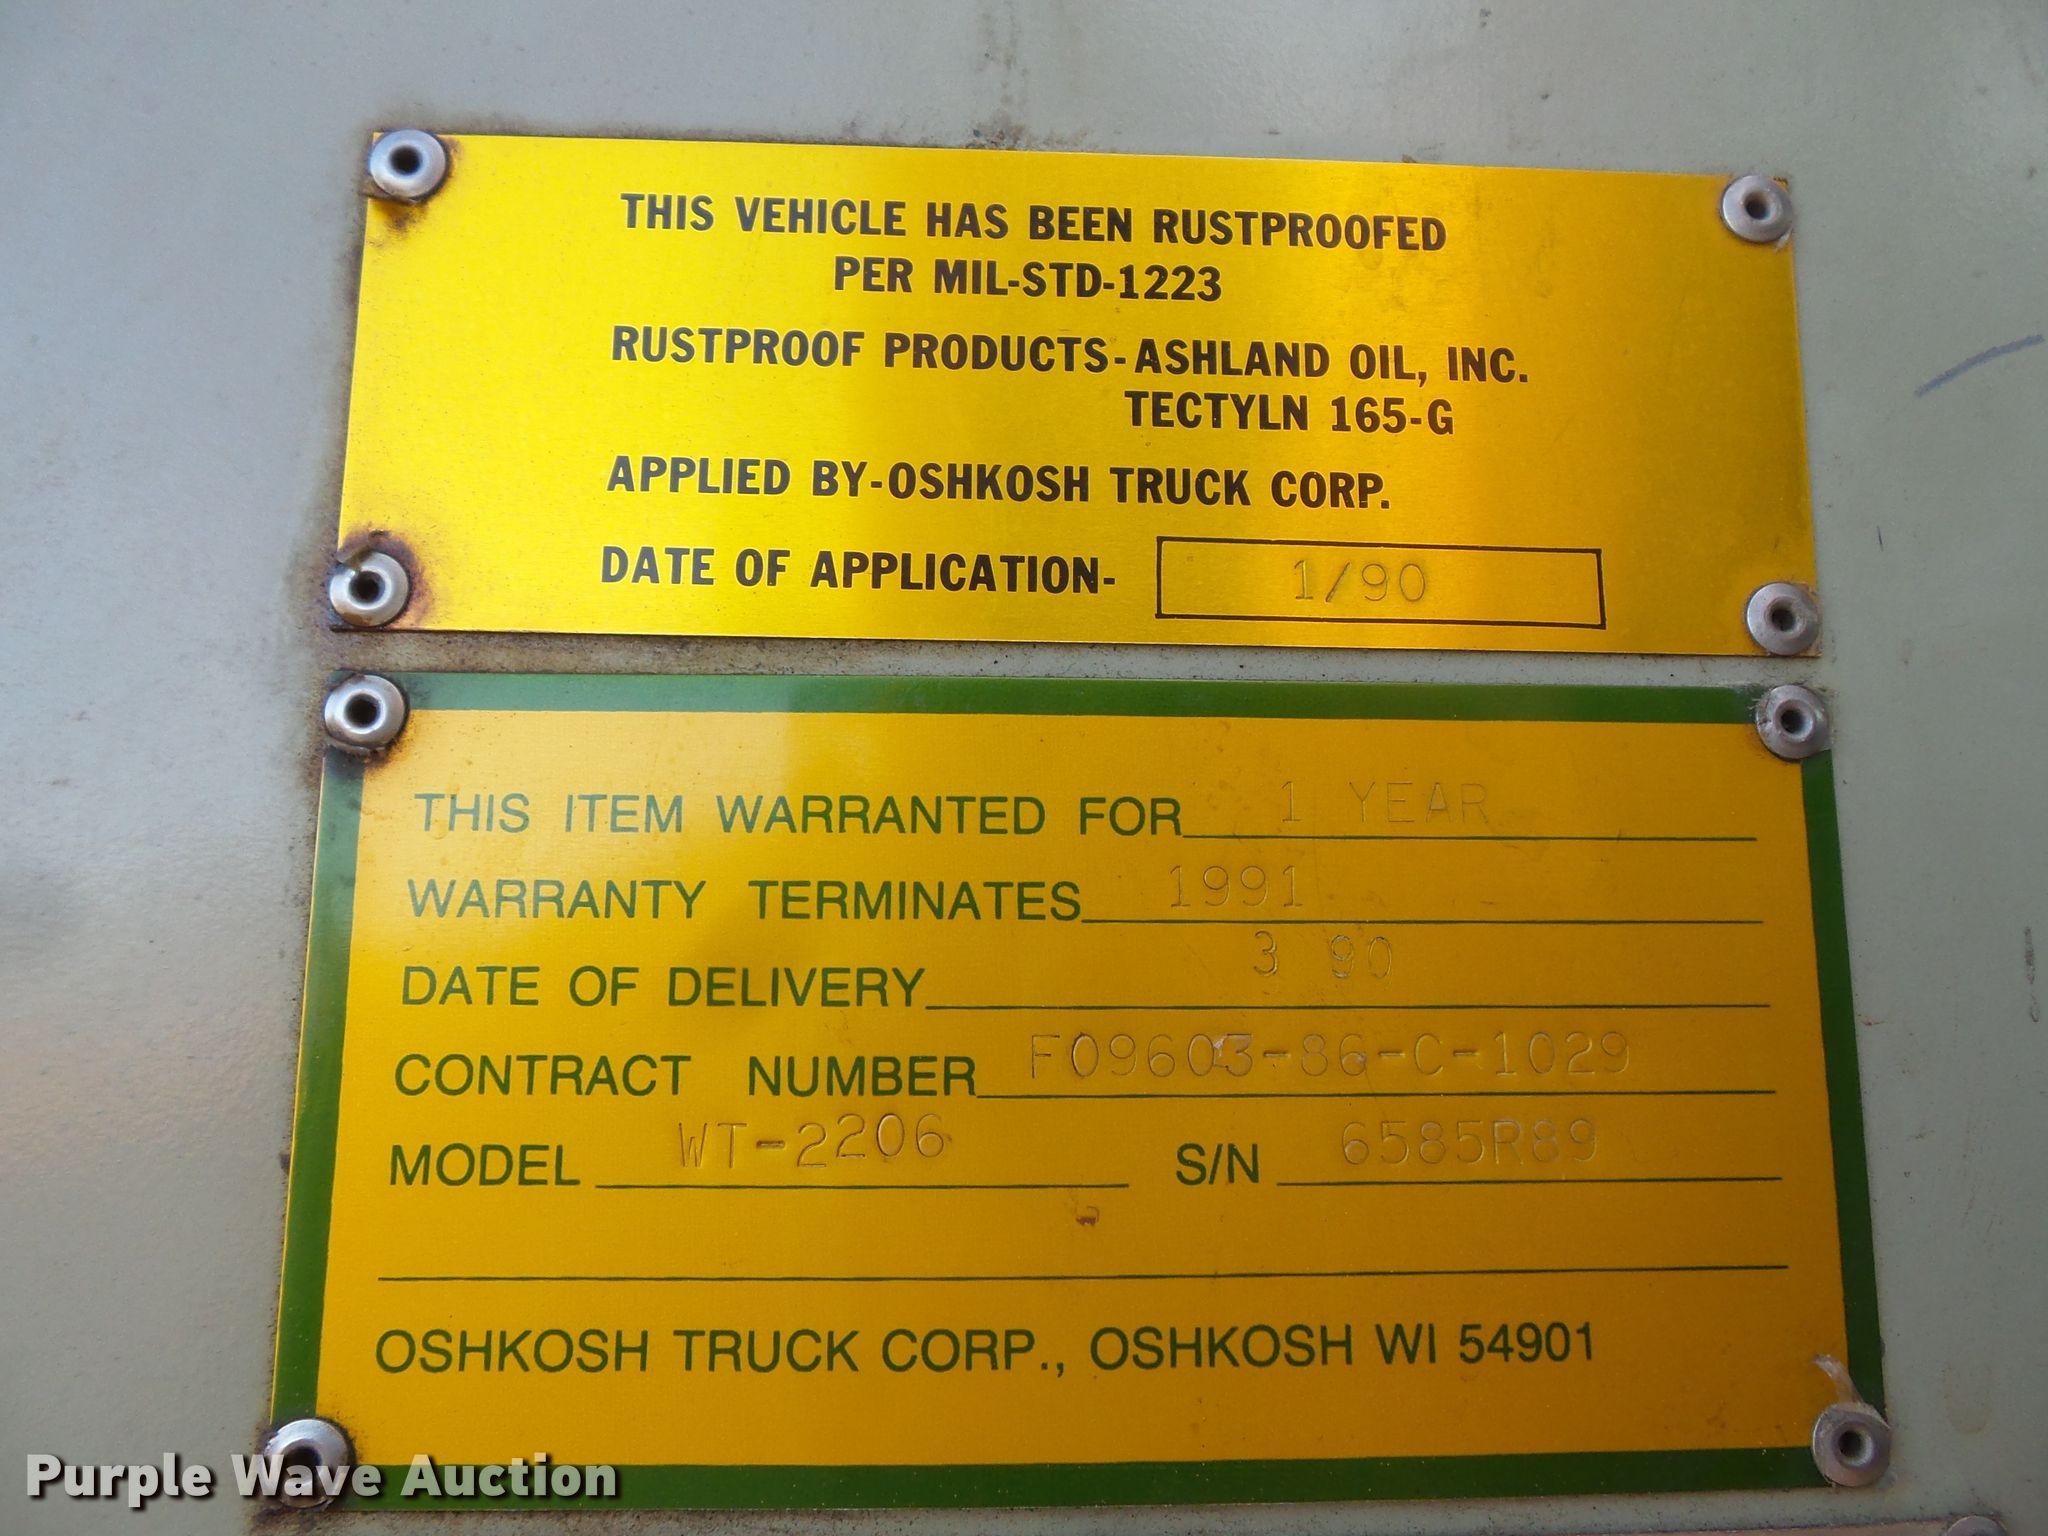 THIS VEHICLE HAS BEEN RUSTPROOFED
PER MIL-STD-1223
RUSTPROOF PRODUCTS-ASHLAND OIL, INC.
TECTYLN 165-G
APPLIED BY-OSHKOSH TRUCK CORP.
DATE OF APPLICATION- 1/90
THIS ITEM WARRANTED FOR 1 YEAR
WARRANTY TERMINATES 1991
DATE OF DELIVERY 3 90
CONTRACT NUMBER F09603-86-C-1029
MODEL WT-2206 S/N 6585R89
OSHKOSH TRUCK CORP., OSHKOSH WI 54901
Purple Wave Auction